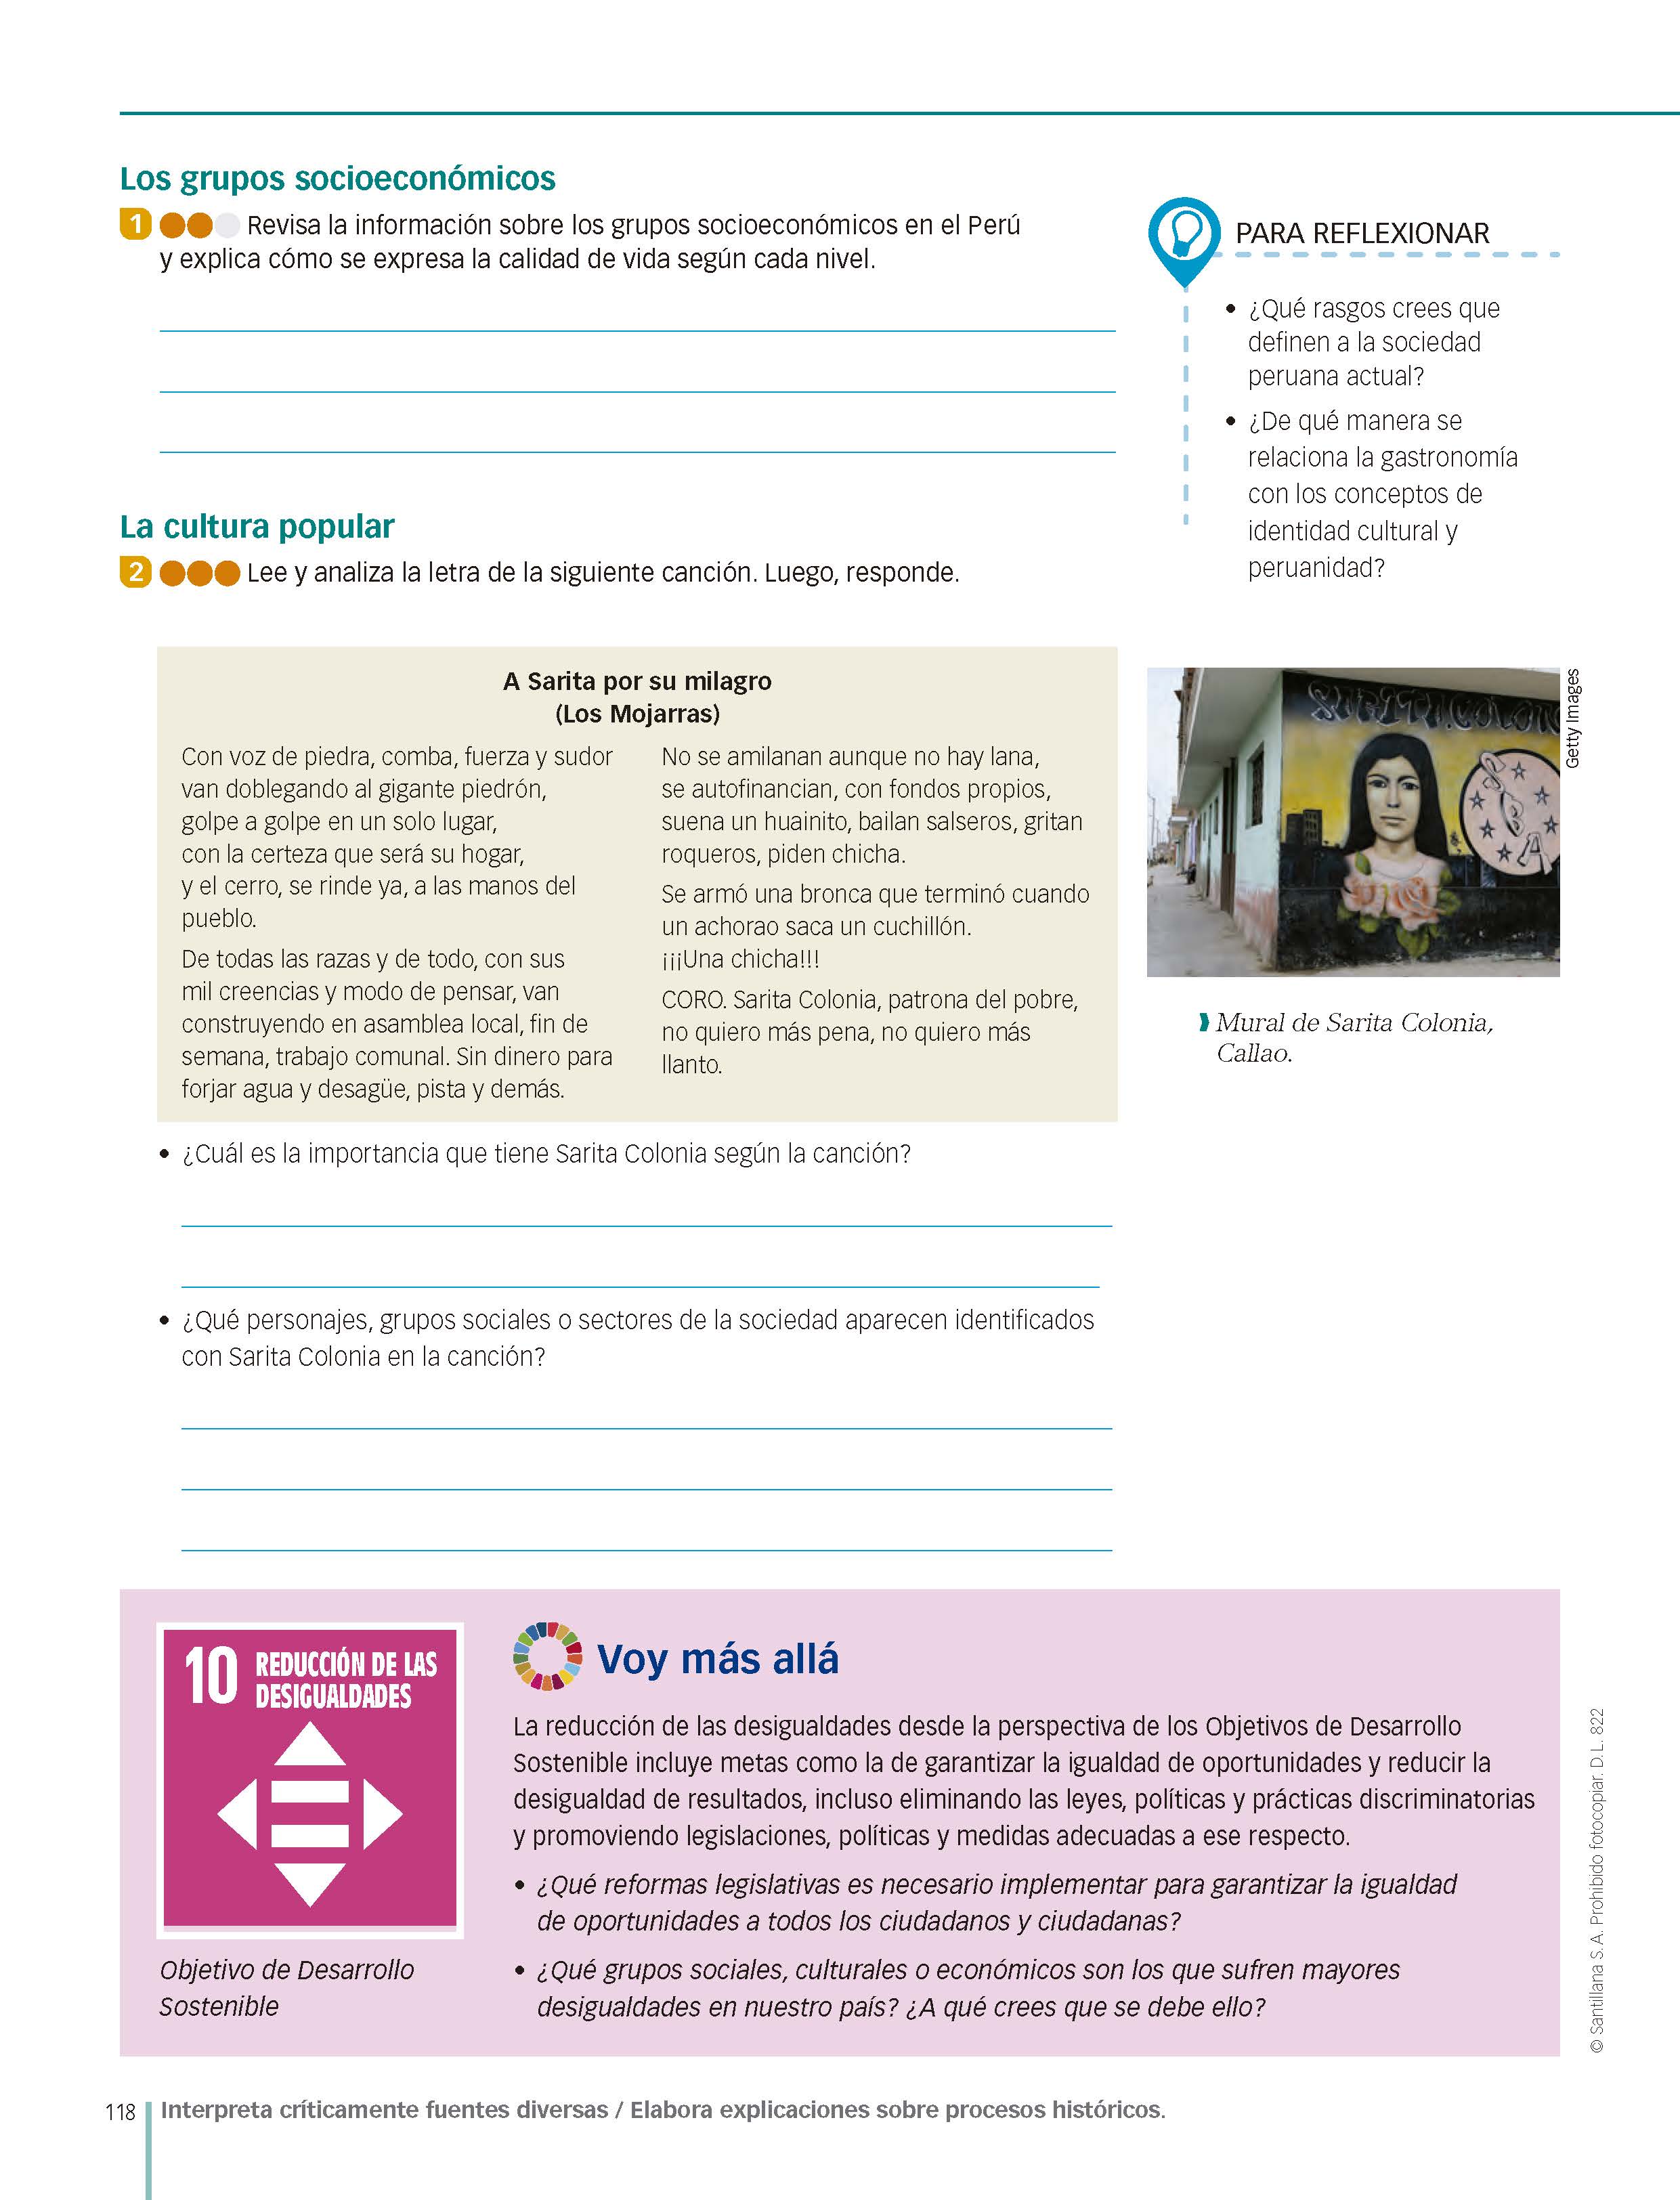 Los grupos socioeconómicos
1 Revisa la información sobre los grupos socioeconómicos en el Perú
y explica cómo se expresa la calidad de vida según cada nivel.
PARA REFLEXIONAR
• ¿Qué rasgos crees que
definen a la sociedad
peruana actual?
• ¿De qué manera se
relaciona la gastronomía
con los conceptos de
identidad cultural y
peruanidad?
La cultura popular
2 Lee y analiza la letra de la siguiente canción. Luego, responde.
A Sarita por su milagro
(Los Mojarras)
Con voz de piedra, comba, fuerza y sudor
van doblegando al gigante piedrón,
golpe a golpe en un solo lugar,
con la certeza que será su hogar,
y el cerro, se rinde ya, a las manos del
pueblo.
De todas las razas y de todo, con sus
mil creencias y modo de pensar, van
construyendo en asamblea local, fin de
semana, trabajo comunal. Sin dinero para
forjar agua y desagüe, pista y demás.
No se amilanan aunque no hay lana,
se autofinancian, con fondos propios,
suena un huainito, bailan salseros, gritan
roqueros, piden chicha.
Se armó una bronca que terminó cuando
un achorao saca un cuchillón.
¡¡¡Una chicha!!!
CORO. Sarita Colonia, patrona del pobre,
no quiero más pena, no quiero más
llanto.
SARITA.COLON
S B A
Getty Images
Mural de Sarita Colonia,
Callao.
• ¿Cuál es la importancia que tiene Sarita Colonia según la canción?
• ¿Qué personajes, grupos sociales o sectores de la sociedad aparecen identificados
con Sarita Colonia en la canción?
10 REDUCCIÓN DE LAS
DESIGUALDADES
Objetivo de Desarrollo
Sostenible
Voy más allá
La reducción de las desigualdades desde la perspectiva de los Objetivos de Desarrollo
Sostenible incluye metas como la de garantizar la igualdad de oportunidades y reducir la
desigualdad de resultados, incluso eliminando las leyes, políticas y prácticas discriminatorias
y promoviendo legislaciones, políticas y medidas adecuadas a ese respecto.
• ¿Qué reformas legislativas es necesario implementar para garantizar la igualdad
de oportunidades a todos los ciudadanos y ciudadanas?
• ¿Qué grupos sociales, culturales o económicos son los que sufren mayores
desigualdades en nuestro país? ¿A qué crees que se debe ello?
© Santillana S.A. Prohibido fotocopiar. D.L. 822
118 Interpreta críticamente fuentes diversas / Elabora explicaciones sobre procesos históricos.